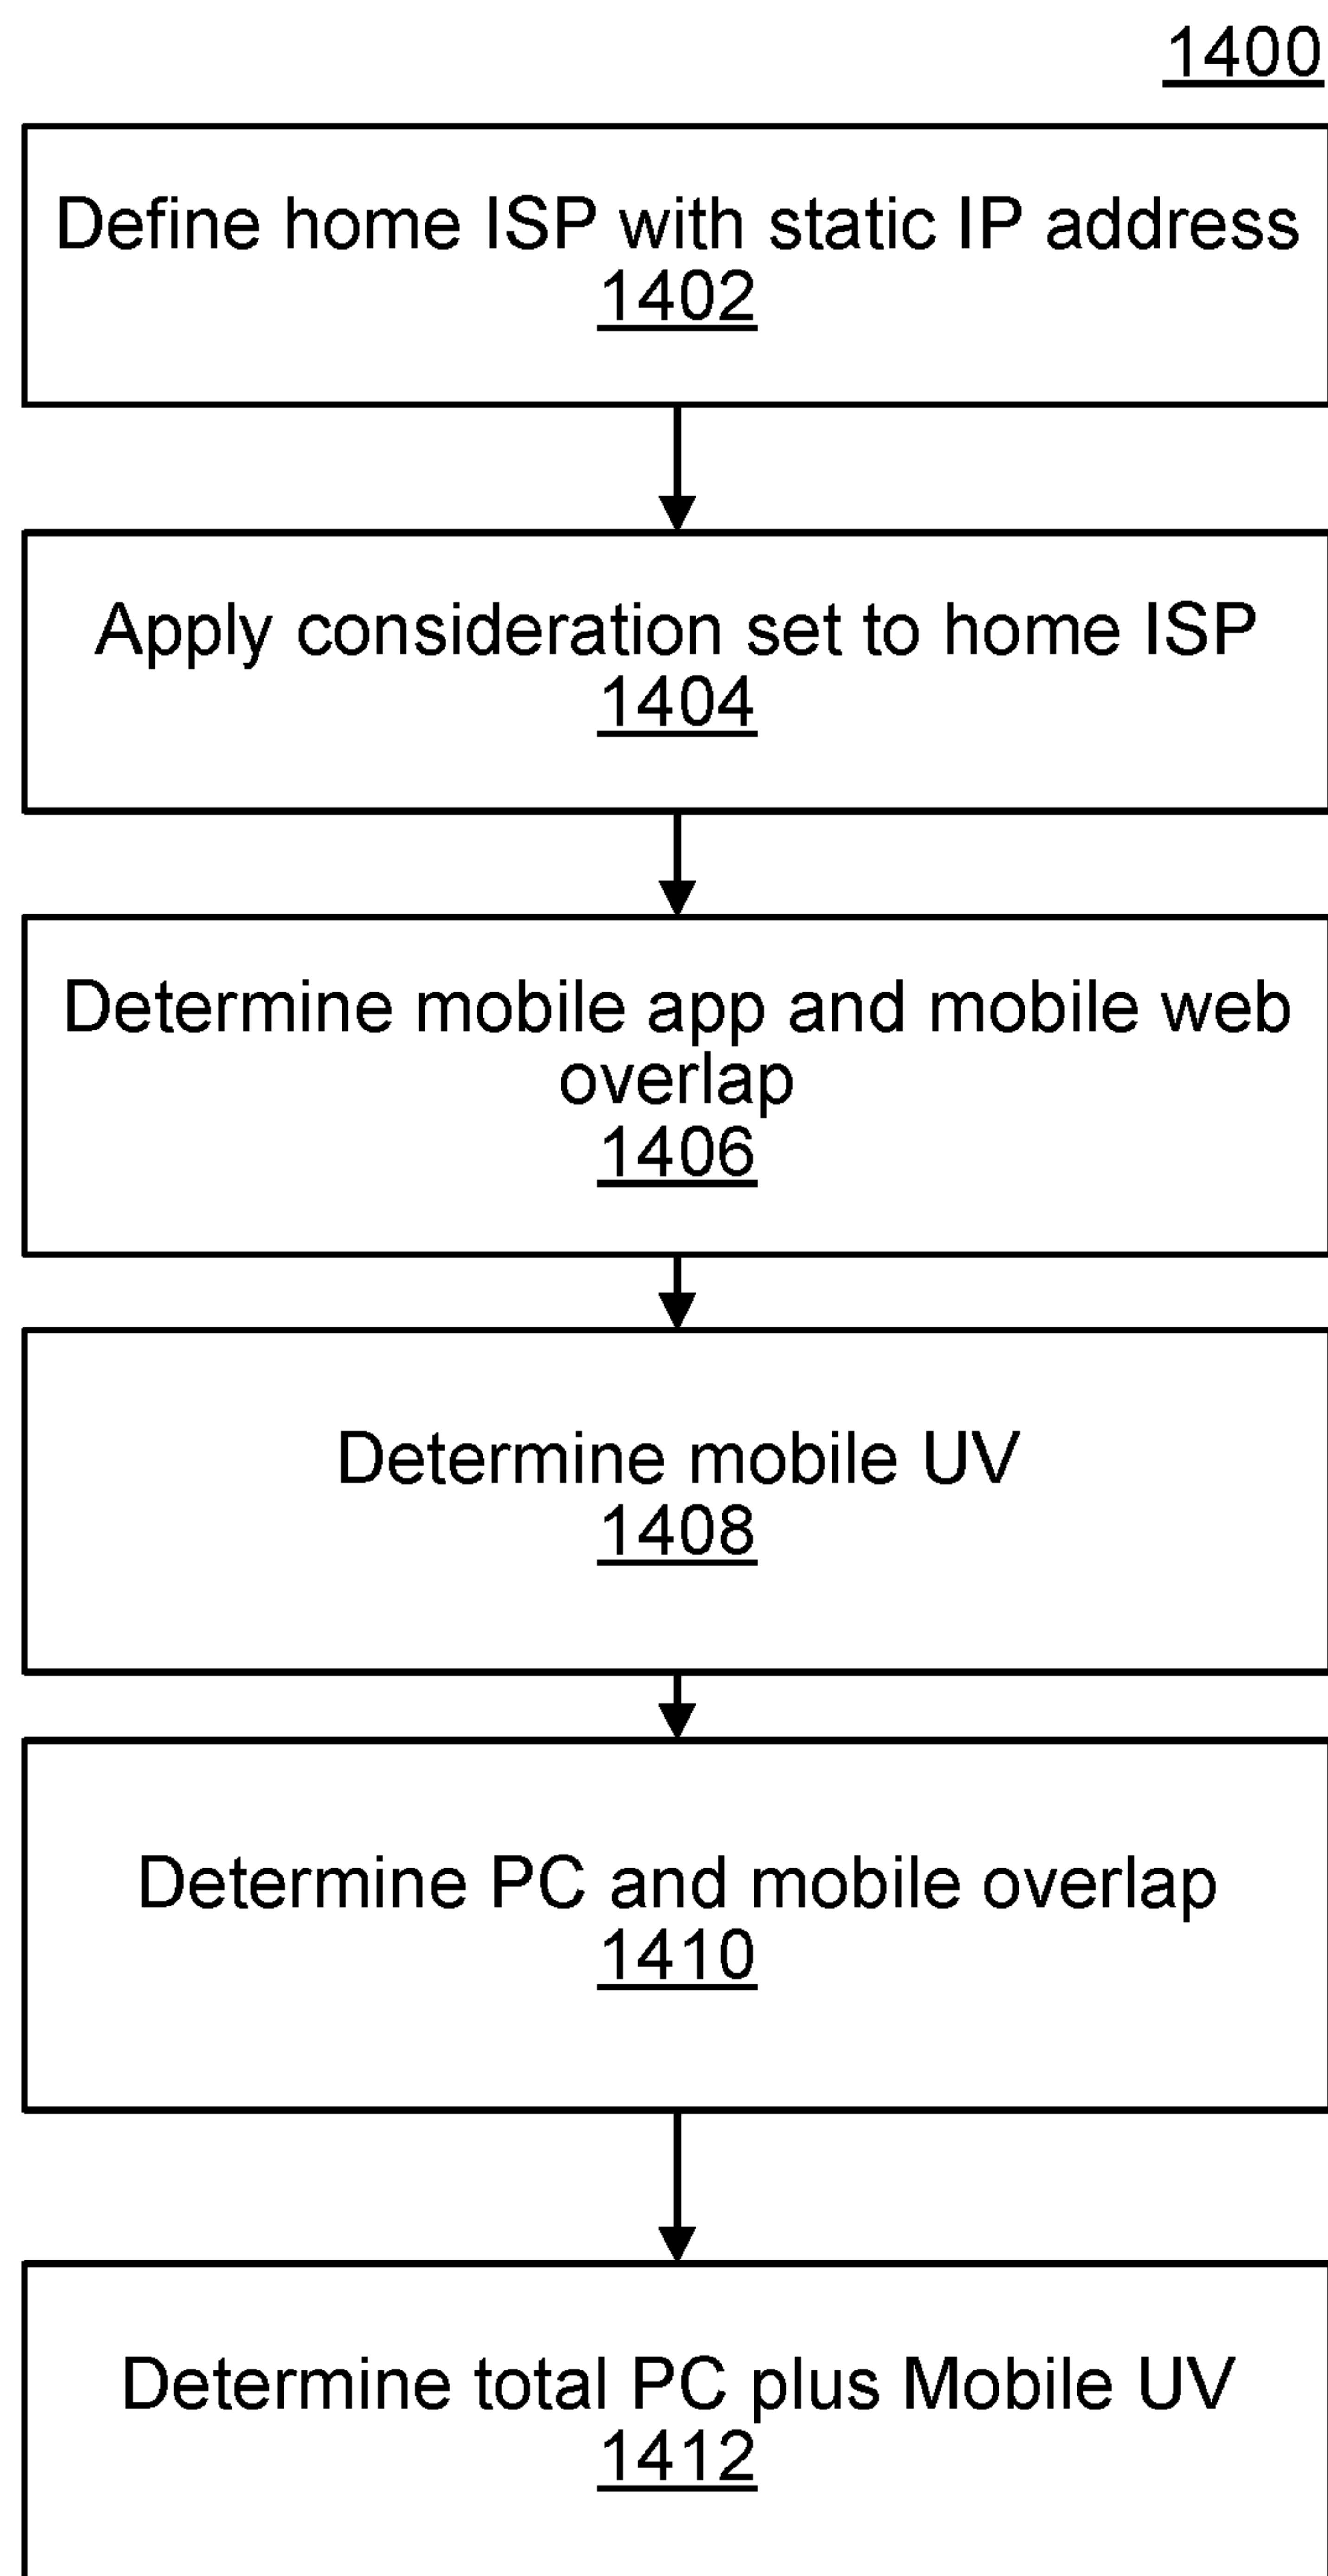 1400
Define home ISP with static IP address
1402
Apply consideration set to home ISP
1404
Determine mobile app and mobile web
overlap
1406
Determine mobile UV
1408
Determine PC and mobile overlap
1410
Determine total PC plus Mobile UV
1412